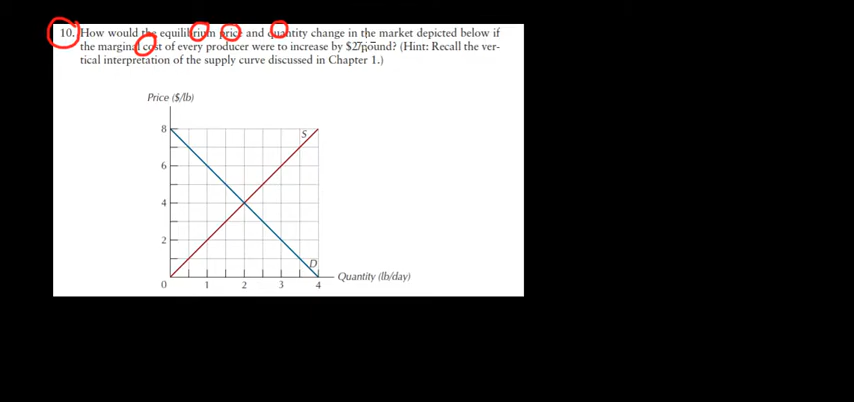 10. How would the equilibrium price and quantity change in the market depicted below if
the marginal cost of every producer were to increase by $2/pound? (Hint: Recall the ver-
tical interpretation of the supply curve discussed in Chapter 1.)
Price ($/lb)
8
S
6
4
2
D
Quantity (lb/day)
0 1 2 3 4